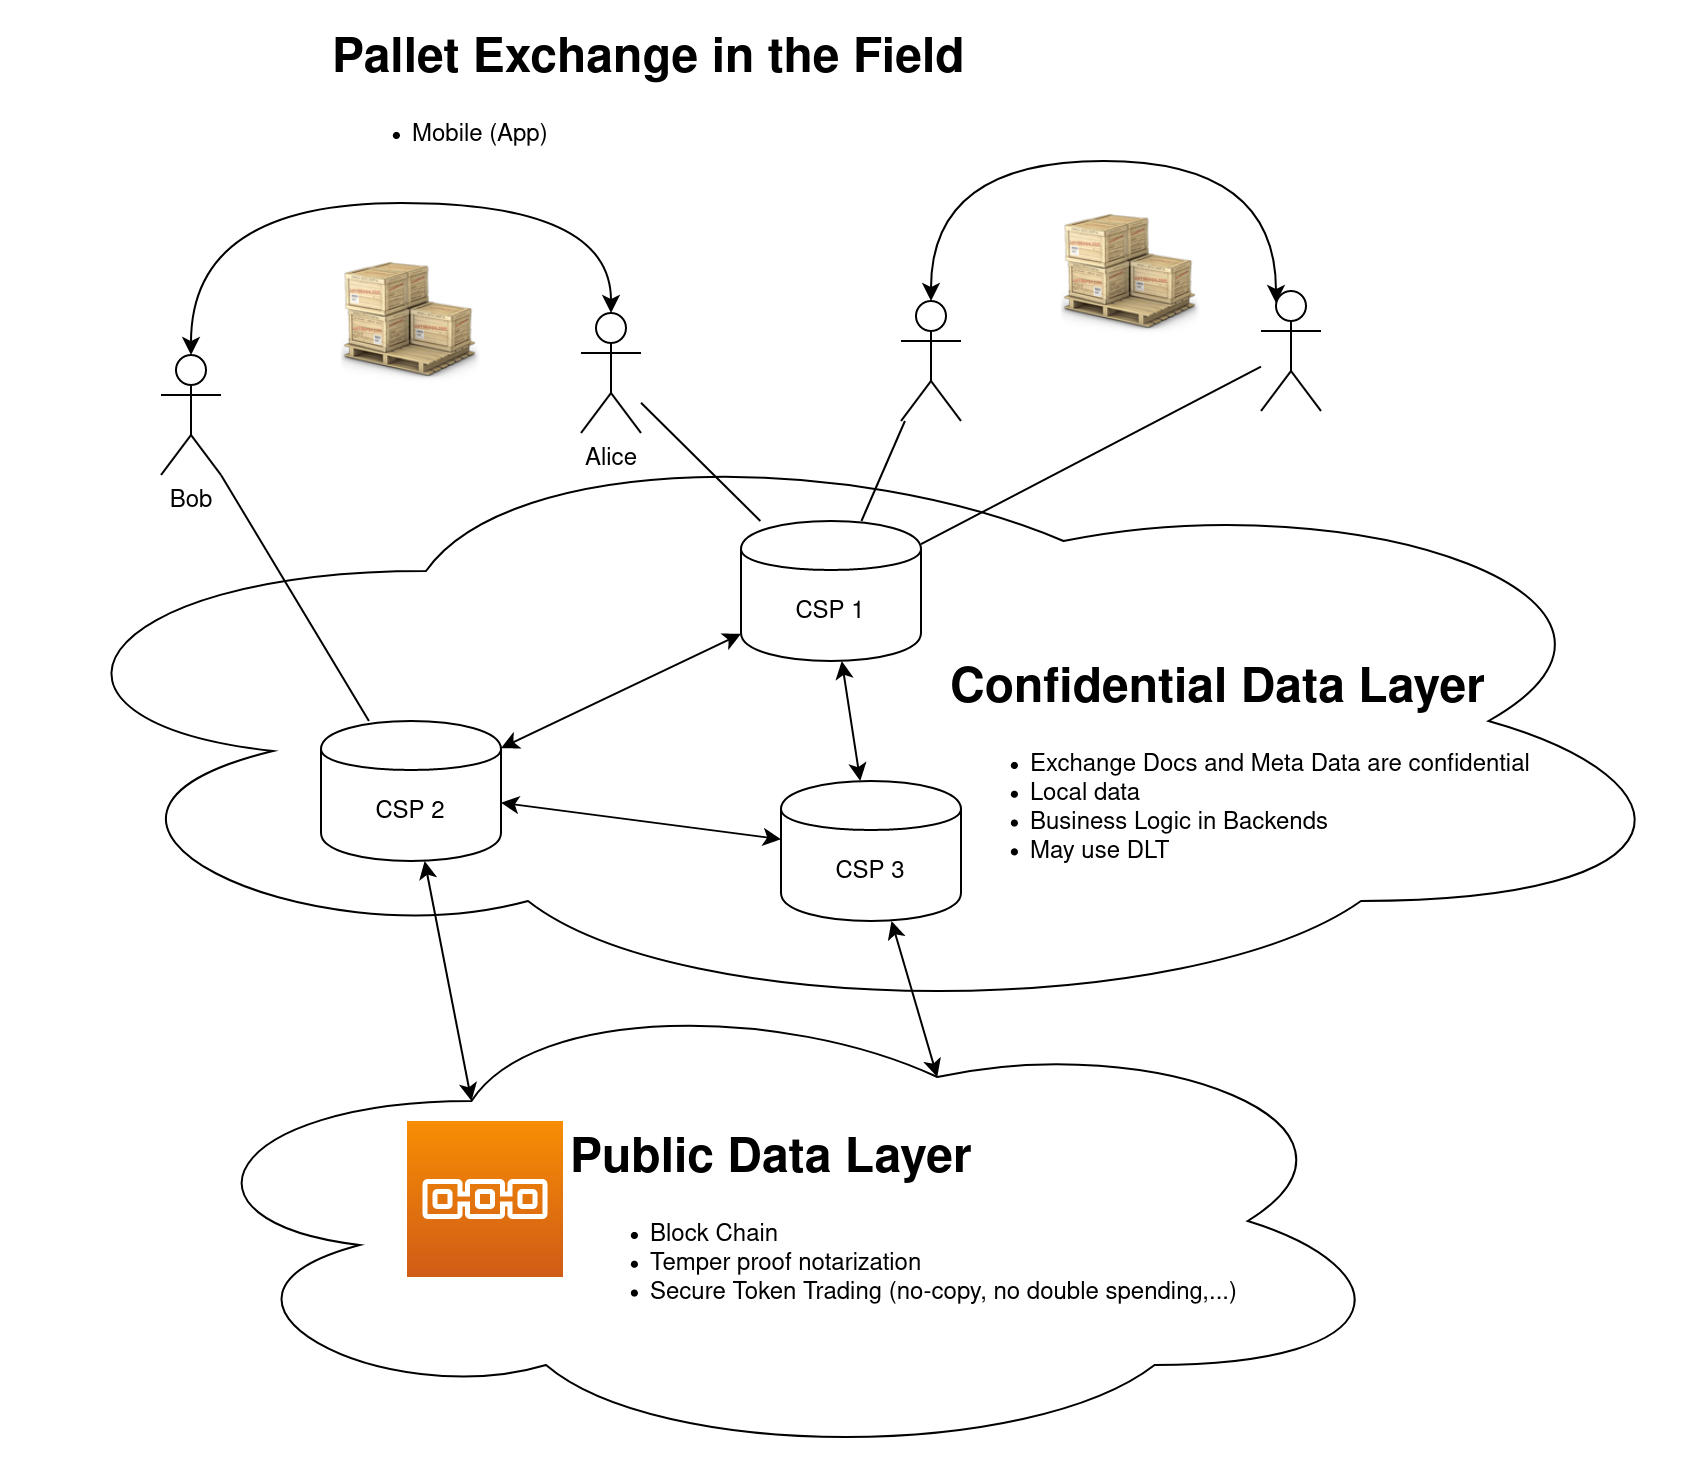 Pallet Exchange in the Field
• Mobile (App)
Alice
Bob
CSP 1
Confidential Data Layer
• Exchange Docs and Meta Data are confidential
• Local data
• Business Logic in Backends
• May use DLT
CSP 2
CSP 3
Public Data Layer
• Block Chain
• Temper proof notarization
• Secure Token Trading (no-copy, no double spending,...)